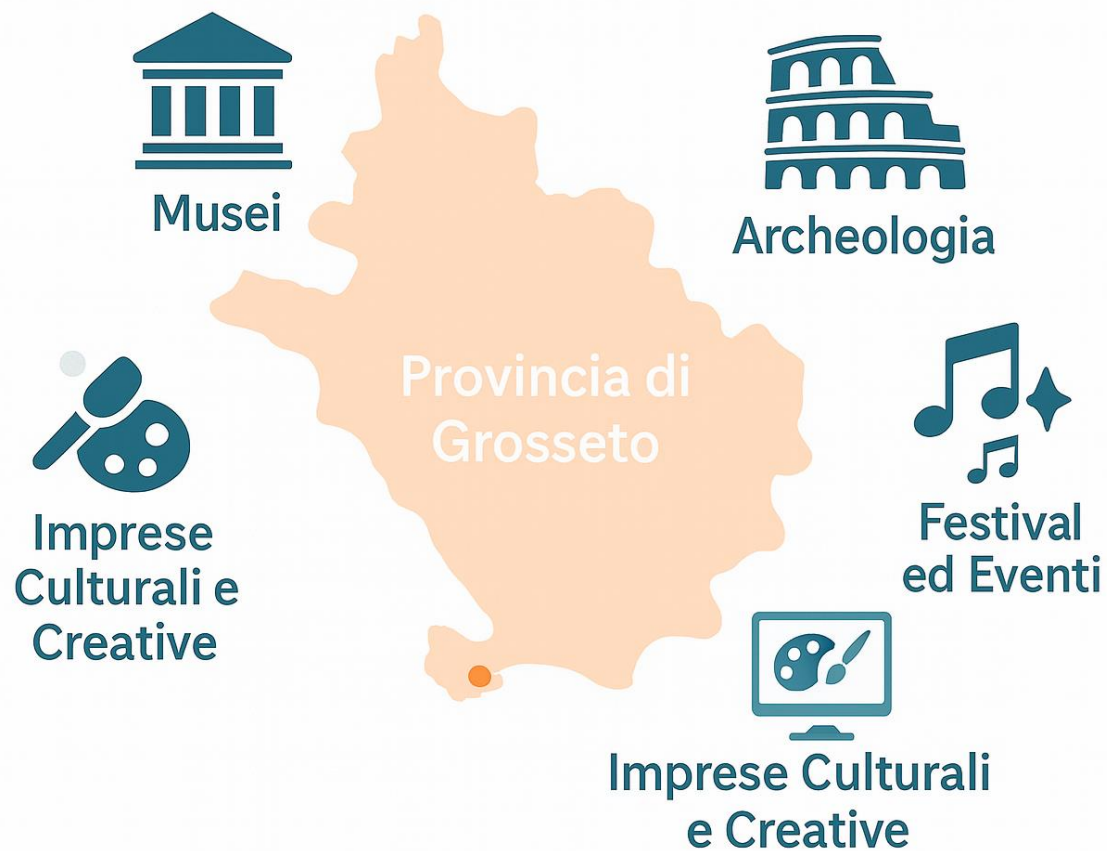 Musei
Archeologia
Provincia di
Grosseto
Imprese
Culturali e
Creative
Festival
ed Eventi
Imprese Culturali
e Creative